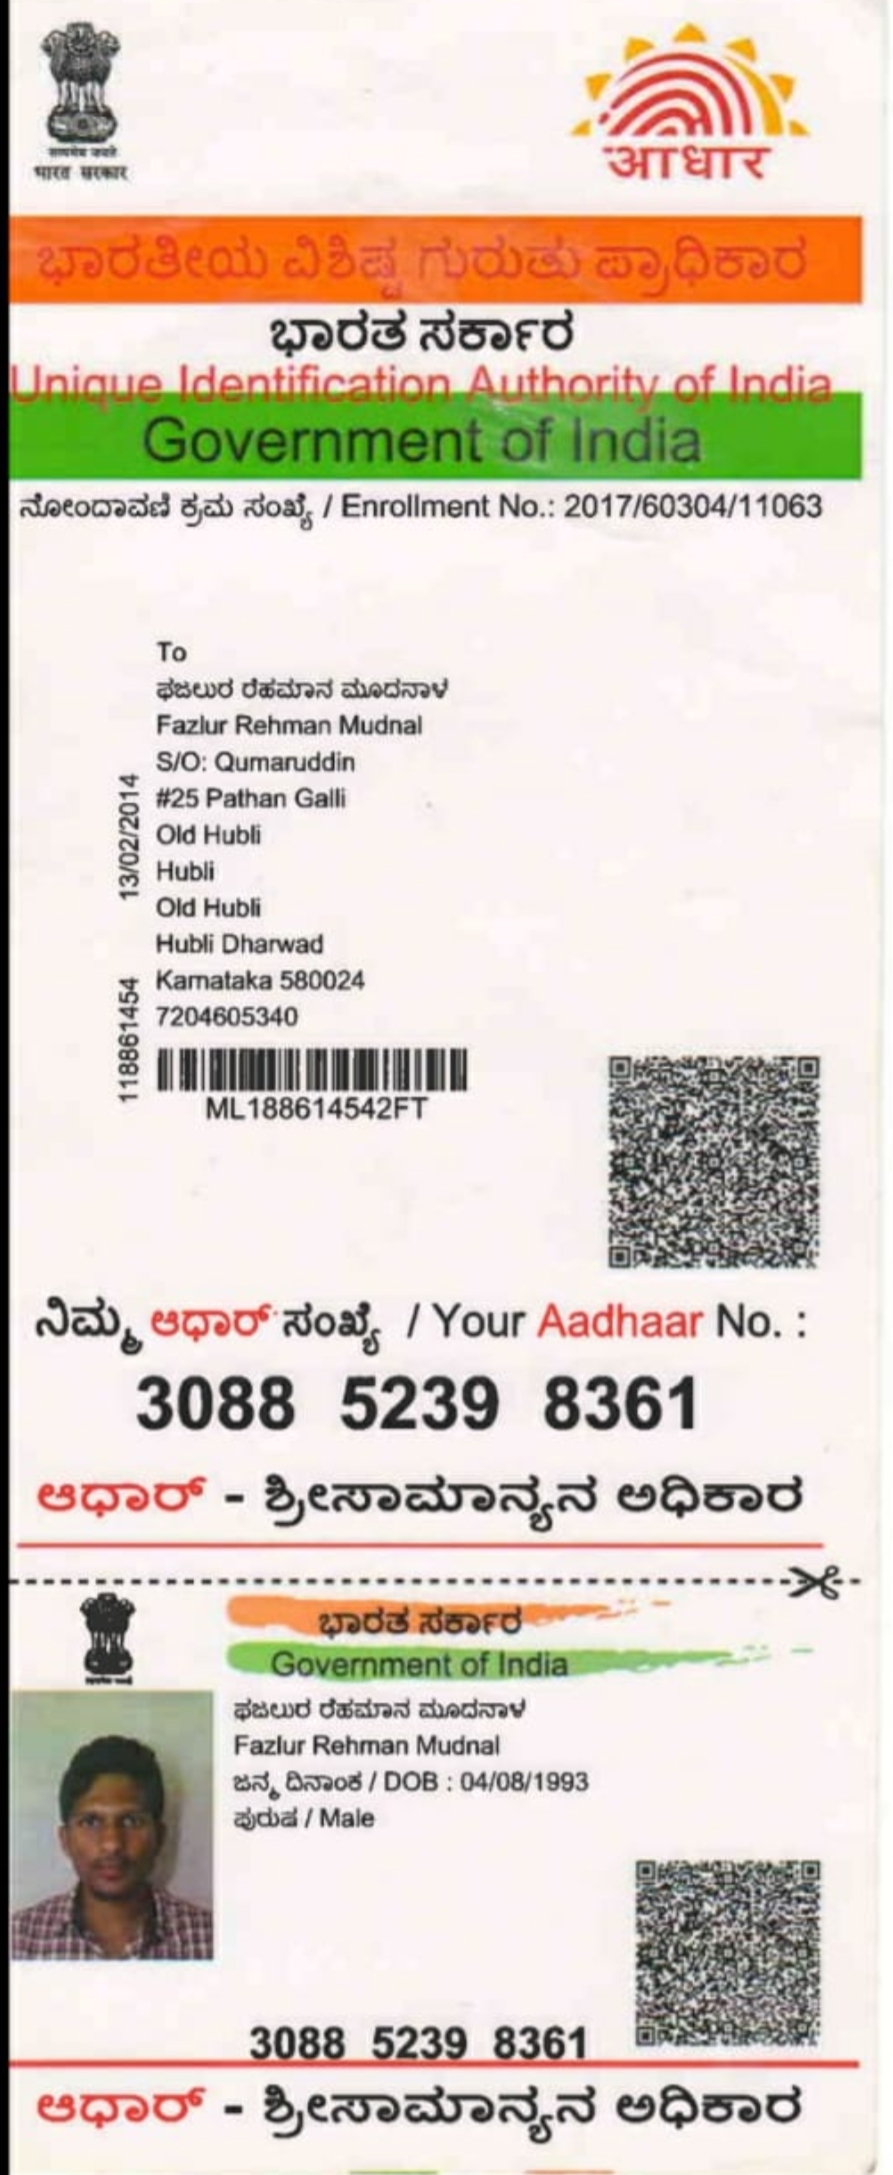 सत्यमेव जयते
भारत सरकार
आधार
ಭಾರತೀಯ ವಿಶಿಷ್ಟ ಗುರುತು ಪ್ರಾಧಿಕಾರ
ಭಾರತ ಸರ್ಕಾರ
Unique Identification Authority of India
Government of India
ನೋಂದಾವಣಿ ಕ್ರಮ ಸಂಖ್ಯೆ / Enrollment No.: 2017/60304/11063
To
ಫಜಲುರ ರೆಹಮಾನ ಮೂದನಾಳ
Fazlur Rehman Mudnal
S/O: Qumaruddin
#25 Pathan Galli
Old Hubli
Hubli
Old Hubli
Hubli Dharwad
Karnataka 580024
7204605340
13/02/2014
118861454
ML188614542FT
ನಿಮ್ಮ ಆಧಾರ್ ಸಂಖ್ಯೆ / Your Aadhaar No. :
3088 5239 8361
ಆಧಾರ್ - ಶ್ರೀಸಾಮಾನ್ಯನ ಅಧಿಕಾರ
ಭಾರತ ಸರ್ಕಾರ
Government of India
ಫಜಲುರ ರೆಹಮಾನ ಮೂದನಾಳ
Fazlur Rehman Mudnal
ಜನ್ಮ ದಿನಾಂಕ / DOB : 04/08/1993
ಪುರುಷ / Male
3088 5239 8361
ಆಧಾರ್ - ಶ್ರೀಸಾಮಾನ್ಯನ ಅಧಿಕಾರ